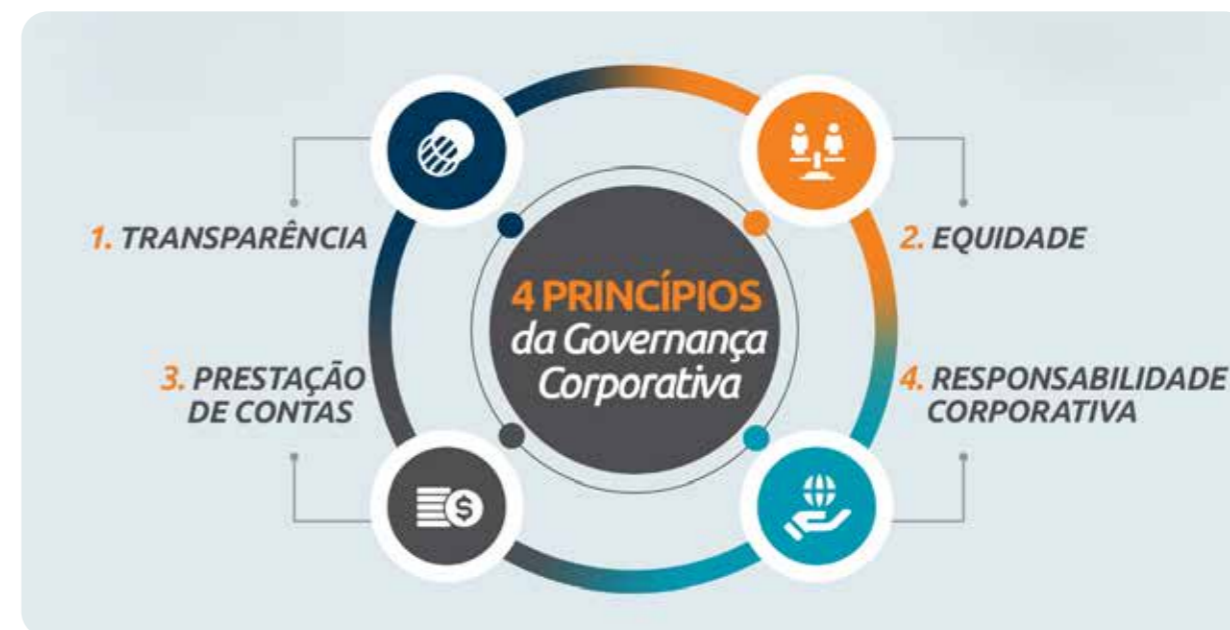 1. TRANSPARÊNCIA
2. EQUIDADE
4 PRINCÍPIOS
da Governança
Corporativa
3. PRESTAÇÃO
DE CONTAS
4. RESPONSABILIDADE
CORPORATIVA
$